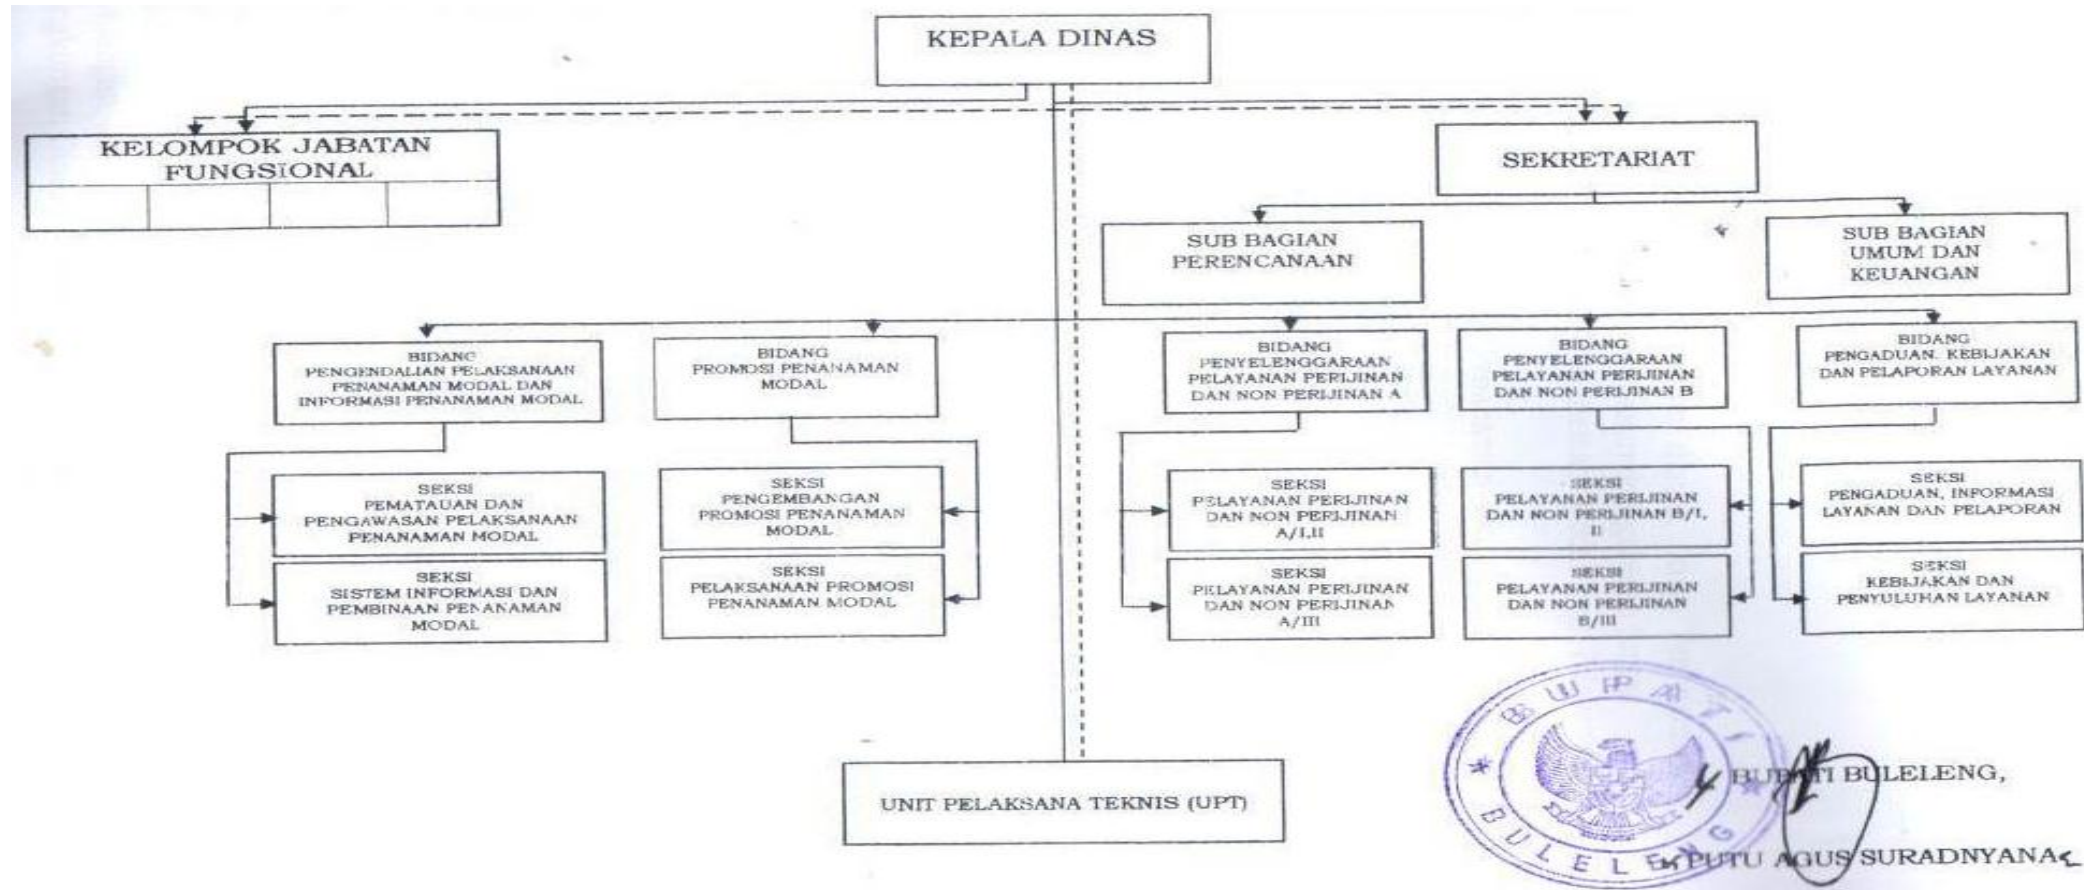 KEPALA DINAS
KELOMPOK JABATAN
FUNGSIONAL
SEKRETARIAT
SUB BAGIAN
PERENCANAAN
SUB BAGIAN
UMUM DAN
KEUANGAN
BIDANG
PENGENDALIAN PELAKSANAAN
PENANAMAN MODAL DAN
INFORMASI PENANAMAN MODAL
BIDANG
PROMOSI PENANAMAN
MODAL
BIDANG
PENYELENGGARAAN
PELAYANAN PERIJINAN
DAN NON PERIJINAN A
BIDANG
PENYELENGGARAAN
PELAYANAN PERIJINAN
DAN NON PERIJINAN B
BIDANG
PENGADUAN. KEBIJAKAN
DAN PELAPORAN LAYANAN
SEKSI
PEMATAUAN DAN
PENGAWASAN PELAKSANAAN
PENANAMAN MODAL
SEKSI
PENGEMBANGAN
PROMOSI PENANAMAN
MODAL
SEKSI
PELAYANAN PERIJINAN
DAN NON PERIJINAN
A/I,II
SEKSI
PELAYANAN PERIJINAN
DAN NON PERIJINAN B/I,
II
SEKSI
PENGADUAN, INFORMASI
LAYANAN DAN PELAPORAN
SEKSI
SISTEM INFORMASI DAN
PEMBINAAN PENANAMAN
MODAL
SEKSI
PELAKSANAAN PROMOSI
PENANAMAN MODAL
SEKSI
PELAYANAN PERIJINAN
DAN NON PERIJINAN
A/III
SEKSI
PELAYANAN PERIJINAN
DAN NON PERIJINAN
B/III
SEKSI
KEBIJAKAN DAN
PENYULUHAN LAYANAN
UNIT PELAKSANA TEKNIS (UPT)
BUPATI
BULELENG
BUPATI BULELENG,
PUTU AGUS SURADNYANA